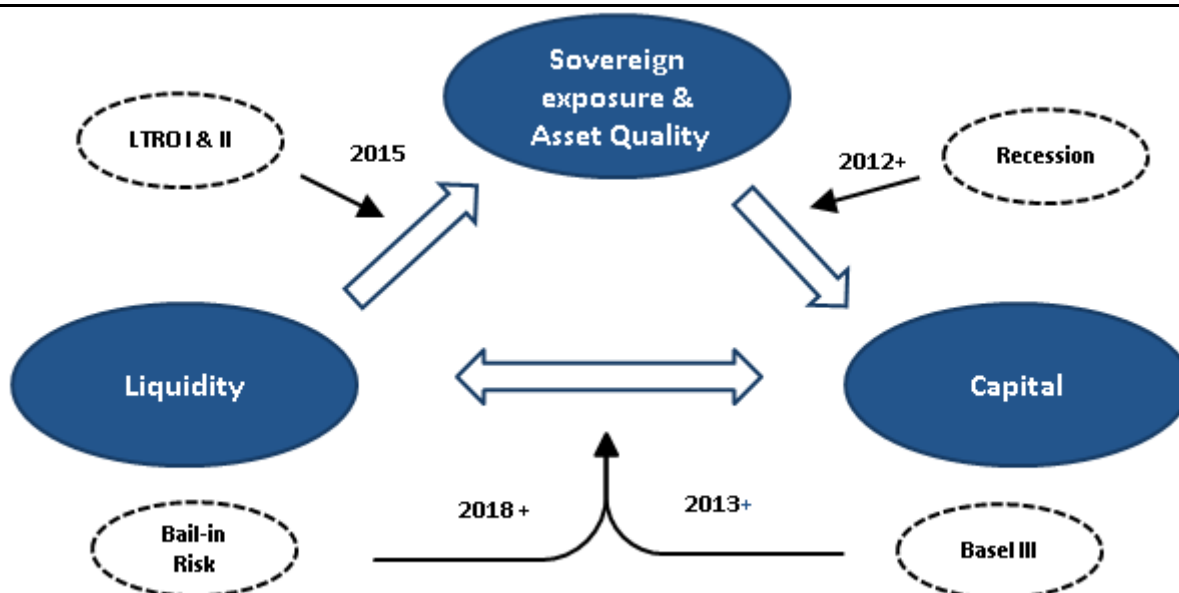 Sovereign
exposure &
Asset Quality
LTRO I & II
2015
2012+
Recession
Liquidity
Capital
2018 +
2013+
Bail-in
Risk
Basel III